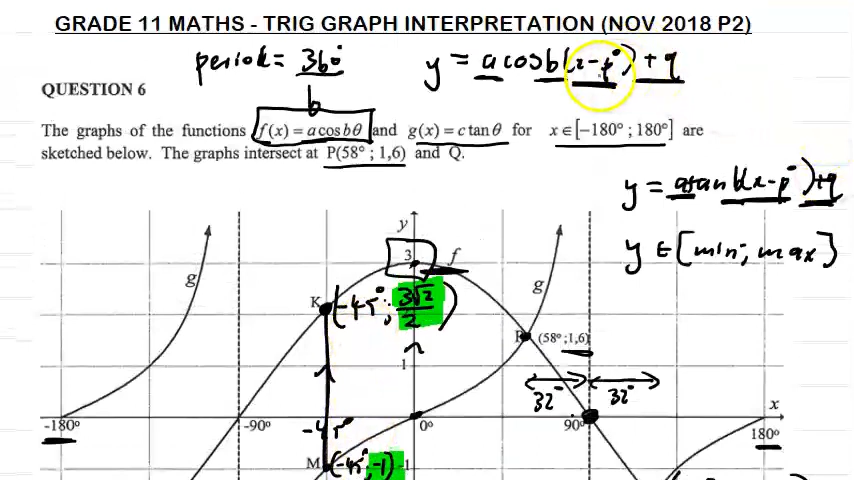 GRADE 11 MATHS - TRIG GRAPH INTERPRETATION (NOV 2018 P2)
period = 360°/b
y = a cos b(x-p°) + q
QUESTION 6
The graphs of the functions f(x) = a cos bθ and g(x) = c tan θ for x ∈ [−180° ; 180°] are
sketched below. The graphs intersect at P(58° ; 1,6) and Q.
y = a tan b(x-p°) + q
y ∈ [min; max]
y
3
f
g
g
K (-45°; 3√2/2)
P (58° ;1,6)
1
32° 32°
x
-180° -90° 0° 90° 180°
-45°
M (-45°; -1) -1